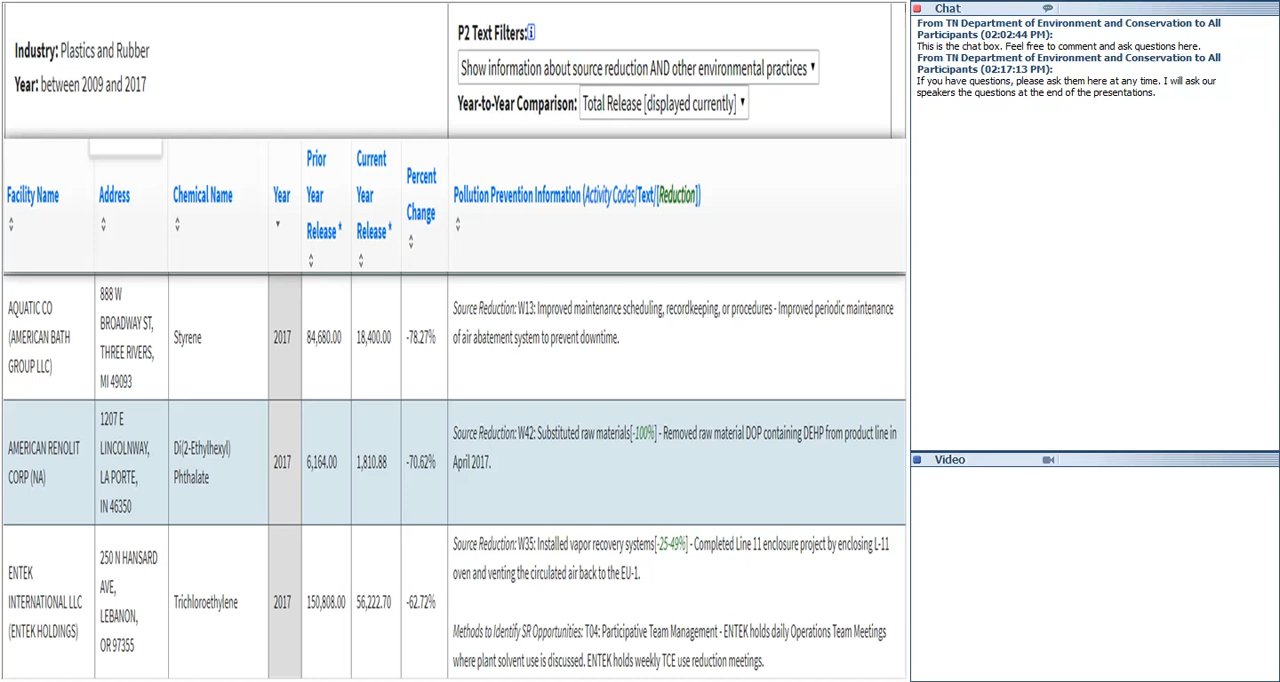 Industry: Plastics and Rubber
Year: between 2009 and 2017
P2 Text Filters:
Show information about source reduction AND other environmental practices
Year-to-Year Comparison: Total Release [displayed currently]
Facility Name
Address
Chemical Name
Year
Prior
Year
Release *
Current
Year
Release *
Percent
Change
Pollution Prevention Information (Activity Codes/Text/[Reduction])
AQUATIC CO
(AMERICAN BATH
GROUP LLC)
888 W
BROADWAY ST,
THREE RIVERS,
MI 49093
Styrene
2017
84,680.00
18,400.00
-78.27%
Source Reduction: W13: Improved maintenance scheduling, recordkeeping, or procedures - Improved periodic maintenance
of air abatement system to prevent downtime.
AMERICAN RENOLIT
CORP (NA)
1207 E
LINCOLNWAY,
LA PORTE,
IN 46350
Di(2-Ethylhexyl)
Phthalate
2017
6,164.00
1,810.88
-70.62%
Source Reduction: W42: Substituted raw materials[-100%] - Removed raw material DOP containing DEHP from product line in
April 2017.
ENTEK
INTERNATIONAL LLC
(ENTEK HOLDINGS)
250 N HANSARD
AVE,
LEBANON,
OR 97355
Trichloroethylene
2017
150,808.00
56,222.70
-62.72%
Source Reduction: W35: Installed vapor recovery systems[-25-49%] - Completed Line 11 enclosure project by enclosing L-11
oven and venting the circulated air back to the EU-1.
Methods to Identify SR Opportunities: T04: Participative Team Management - ENTEK holds daily Operations Team Meetings
where plant solvent use is discussed. ENTEK holds weekly TCE use reduction meetings.
Chat
From TN Department of Environment and Conservation to All
Participants (02:02:44 PM):
This is the chat box. Feel free to comment and ask questions here.
From TN Department of Environment and Conservation to All
Participants (02:17:13 PM):
If you have questions, please ask them here at any time. I will ask our
speakers the questions at the end of the presentations.
Video